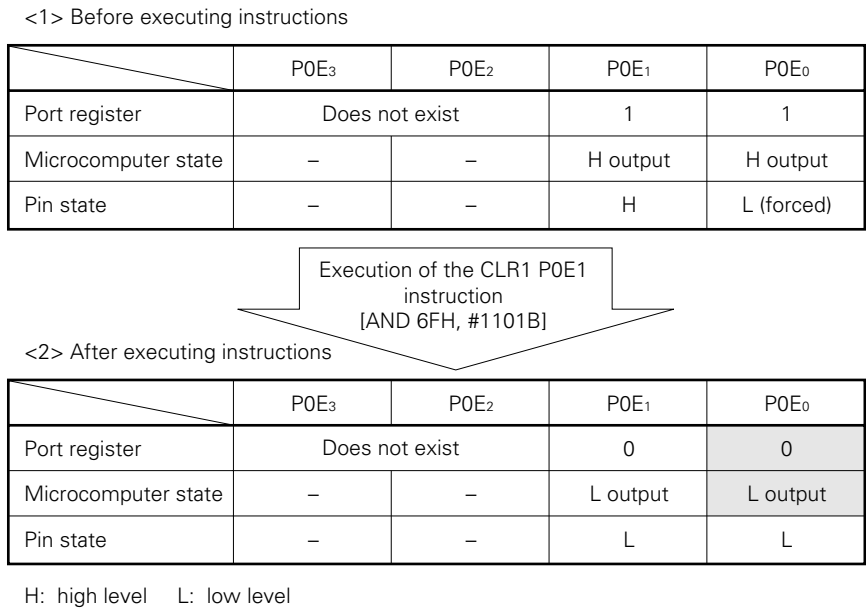 <1> Before executing instructions
P0E3 P0E2 P0E1 P0E0
Port register Does not exist 1 1
Microcomputer state – – H output H output
Pin state – – H L (forced)
Execution of the CLR1 P0E1
instruction
[AND 6FH, #1101B]
<2> After executing instructions
P0E3 P0E2 P0E1 P0E0
Port register Does not exist 0 0
Microcomputer state – – L output L output
Pin state – – L L
H: high level L: low level